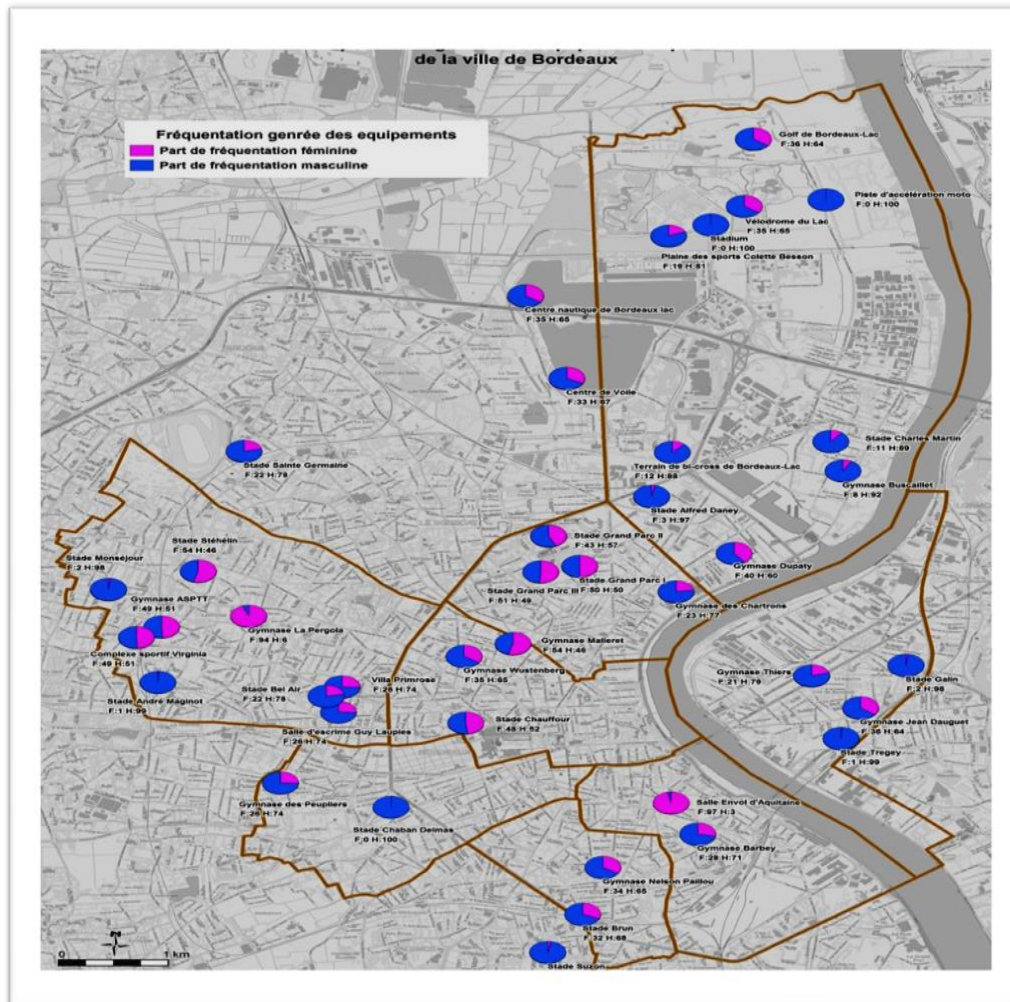 de la ville de Bordeaux
Fréquentation genrée des equipements
Part de fréquentation féminine
Part de fréquentation masculine
Golf de Bordeaux-Lac
F:36 H:64
Piste d'accélération moto
F:0 H:100
Vélodrome du Lac
F:35 H:65
Stadium
F:0 H:100
Plaine des sports Colette Besson
F:19 H:81
Centre nautique de Bordeaux lac
F:35 H:65
Centre de Voile
F:33 H:67
Stade Charles Martin
F:11 H:89
Stade Sainte Germaine
F:22 H:78
Terrain de bi-cross de Bordeaux-Lac
F:12 H:88
Gymnase Buscaillet
F:8 H:92
Stade Alfred Daney
F:3 H:97
Stade Grand Parc II
F:43 H:57
Stade Stéhélin
F:54 H:46
Stade Monséjour
F:2 H:98
Gymnase Dupaty
F:40 H:60
Stade Grand Parc I
F:50 H:50
Stade Grand Parc III
F:51 H:49
Gymnase ASPTT
F:49 H:51
Gymnase des Chartrons
F:23 H:77
Gymnase La Pergola
F:94 H:6
Gymnase Malleret
F:54 H:46
Complexe sportif Virginia
F:49 H:51
Gymnase Wustenberg
F:35 H:65
Gymnase Thiers
F:21 H:79
Stade Galin
F:2 H:98
Villa Primrose
F:26 H:74
Stade Bel Air
F:22 H:78
Stade André Maginot
F:1 H:99
Stade Chauffour
F:48 H:52
Gymnase Jean Dauguet
F:36 H:64
Salle d'escrime Guy Laupies
F:26 H:74
Stade Tregey
F:1 H:99
Gymnase des Peupliers
F:26 H:74
Salle Envol d'Aquitaine
F:97 H:3
Stade Chaban Delmas
F:0 H:100
Gymnase Barbey
F:28 H:71
Gymnase Nelson Paillou
F:34 H:65
Stade Brun
F:32 H:68
Stade Suzon
0 1 km